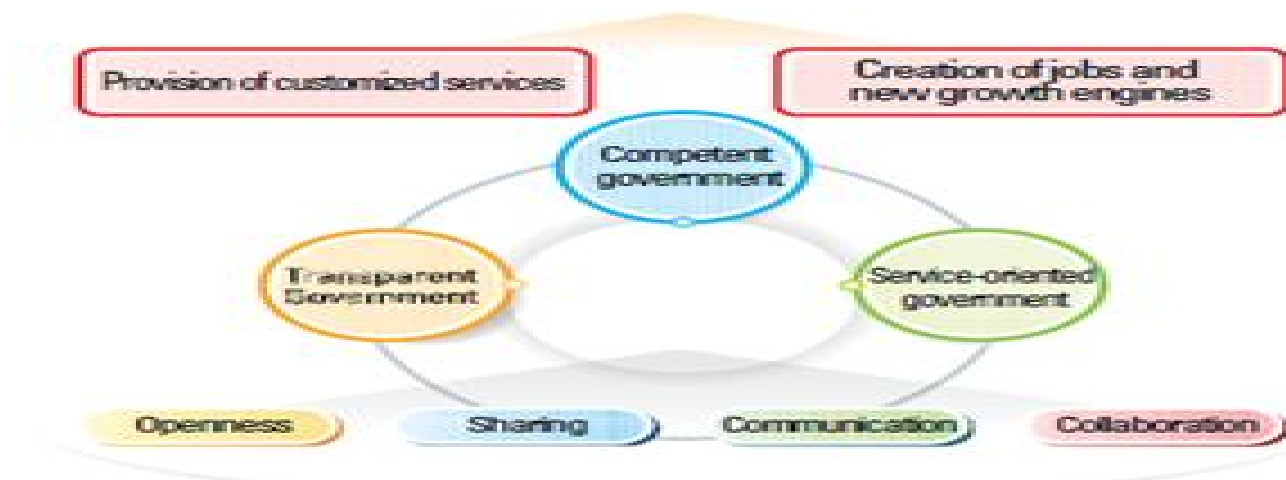 Provision of customized services
Creation of jobs and
new growth engines
Competent
government
Transparent
Government
Service-oriented
government
Openness
Sharing
Communication
Collaboration